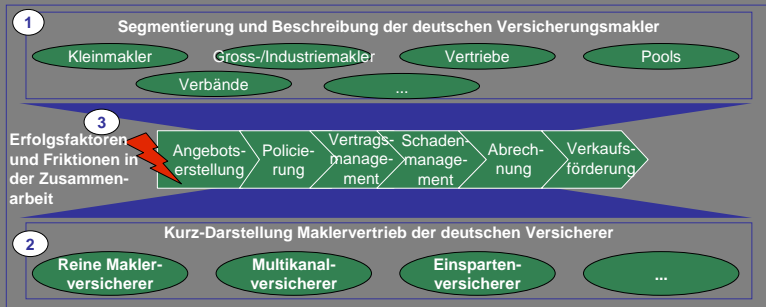 1
Segmentierung und Beschreibung der deutschen Versicherungsmakler
Kleinmakler
Gross-/Industriemakler
Vertriebe
Pools
Verbände
...
3
Erfolgsfaktoren
und Friktionen in
der Zusammen-
arbeit
Angebots-
erstellung
Policie-
rung
Vertrags-
manage-
ment
Schaden-
manage-
ment
Abrech-
nung
Verkaufs-
förderung
2
Kurz-Darstellung Maklervertrieb der deutschen Versicherer
Reine Makler-
versicherer
Multikanal-
versicherer
Einsparten-
versicherer
...